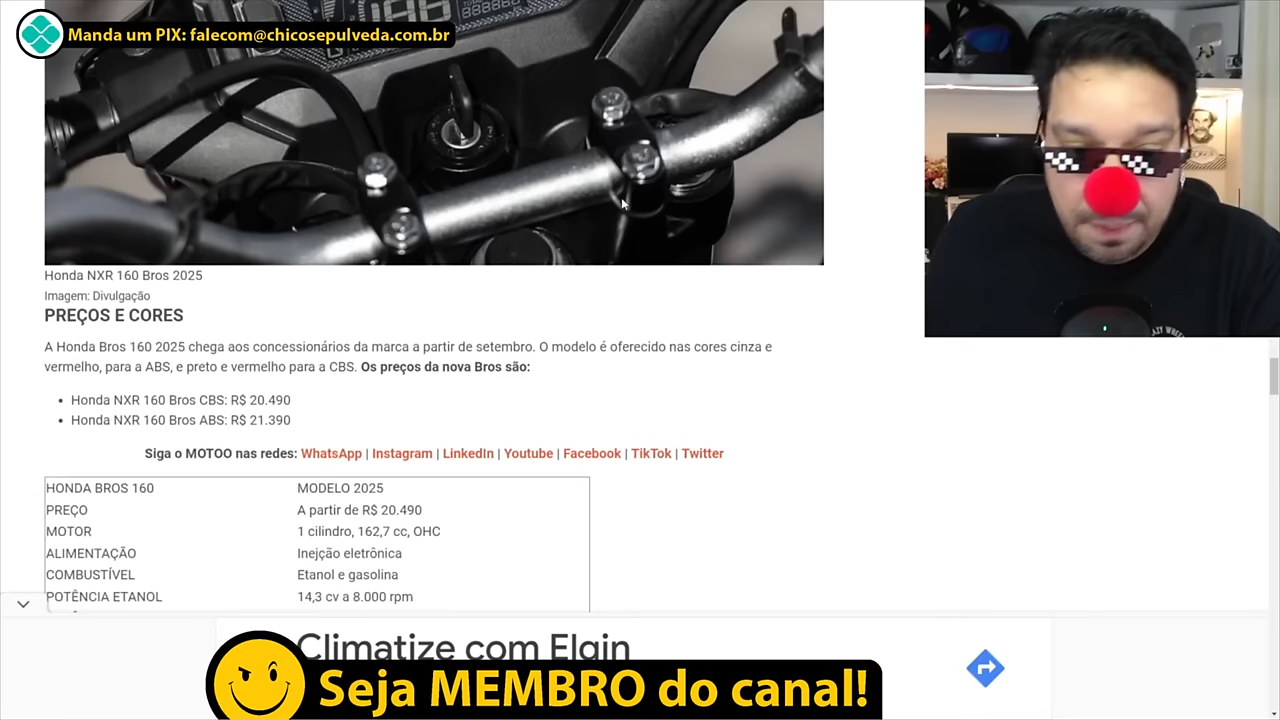 Manda um PIX: falecom@chicosepulveda.com.br
Honda NXR 160 Bros 2025
Imagem: Divulgação
PREÇOS E CORES
A Honda Bros 160 2025 chega aos concessionários da marca a partir de setembro. O modelo é oferecido nas cores cinza e
vermelho, para a ABS, e preto e vermelho para a CBS. Os preços da nova Bros são:
• Honda NXR 160 Bros CBS: R$ 20.490
• Honda NXR 160 Bros ABS: R$ 21.390
Siga o MOTOO nas redes: WhatsApp | Instagram | LinkedIn | Youtube | Facebook | TikTok | Twitter
HONDA BROS 160 MODELO 2025
PREÇO A partir de R$ 20.490
MOTOR 1 cilindro, 162,7 cc, OHC
ALIMENTAÇÃO Inejção eletrônica
COMBUSTÍVEL Etanol e gasolina
POTÊNCIA ETANOL 14,3 cv a 8.000 rpm
Climatize com Elgin
Seja MEMBRO do canal!